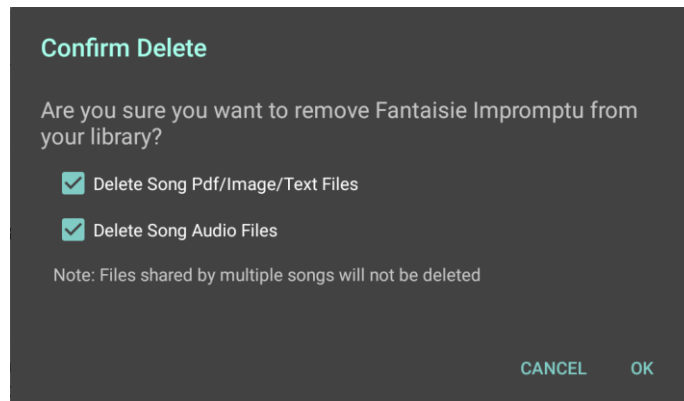 Confirm Delete
Are you sure you want to remove Fantaisie Impromptu from
your library?
Delete Song Pdf/Image/Text Files
Delete Song Audio Files
Note: Files shared by multiple songs will not be deleted
CANCEL OK